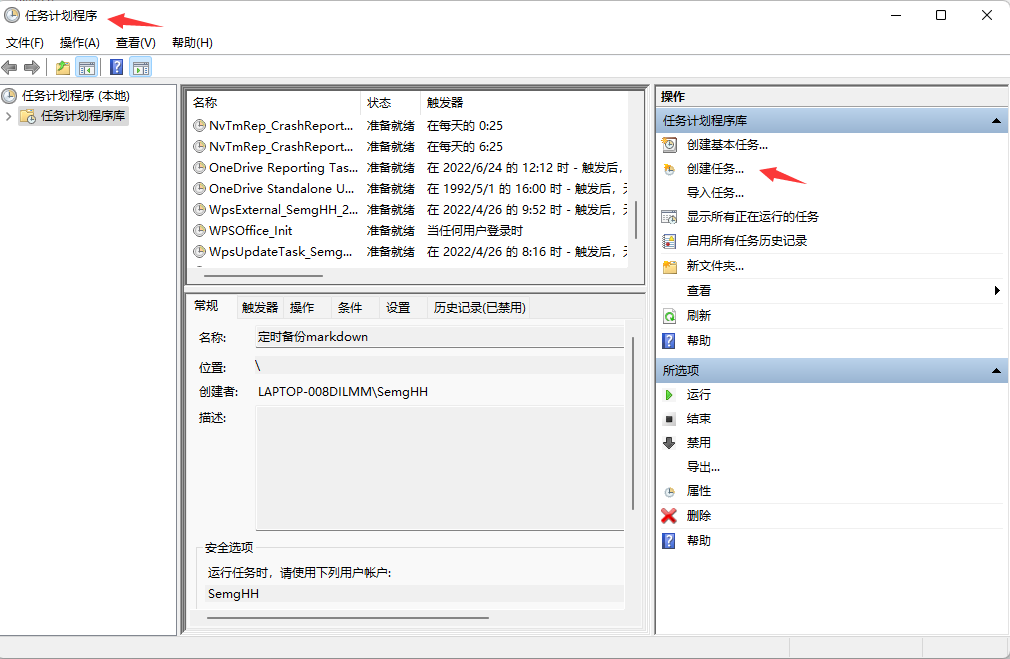 任务计划程序
文件(F) 操作(A) 查看(V) 帮助(H)
任务计划程序 (本地)
任务计划程序库
名称 状态 触发器
NvTmRep_CrashReport... 准备就绪 在每天的 0:25
NvTmRep_CrashReport... 准备就绪 在每天的 6:25
OneDrive Reporting Tas... 准备就绪 在 2022/6/24 的 12:12 时 - 触发后,
OneDrive Standalone U... 准备就绪 在 1992/5/1 的 16:00 时 - 触发后,
WpsExternal_SemgHH_2... 准备就绪 在 2022/4/26 的 9:52 时 - 触发后,
WPSOffice_Init 准备就绪 当任何用户登录时
WpsUpdateTask_Semg... 准备就绪 在 2022/4/26 的 8:16 时 - 触发后,
常规 触发器 操作 条件 设置 历史记录(已禁用)
名称: 定时备份markdown
位置: \
创建者: LAPTOP-008DILMM\SemgHH
描述:
安全选项
运行任务时，请使用下列用户帐户:
SemgHH
操作
任务计划程序库
创建基本任务...
创建任务...
导入任务...
显示所有正在运行的任务
启用所有任务历史记录
新文件夹...
查看
刷新
帮助
所选项
运行
结束
禁用
导出...
属性
删除
帮助